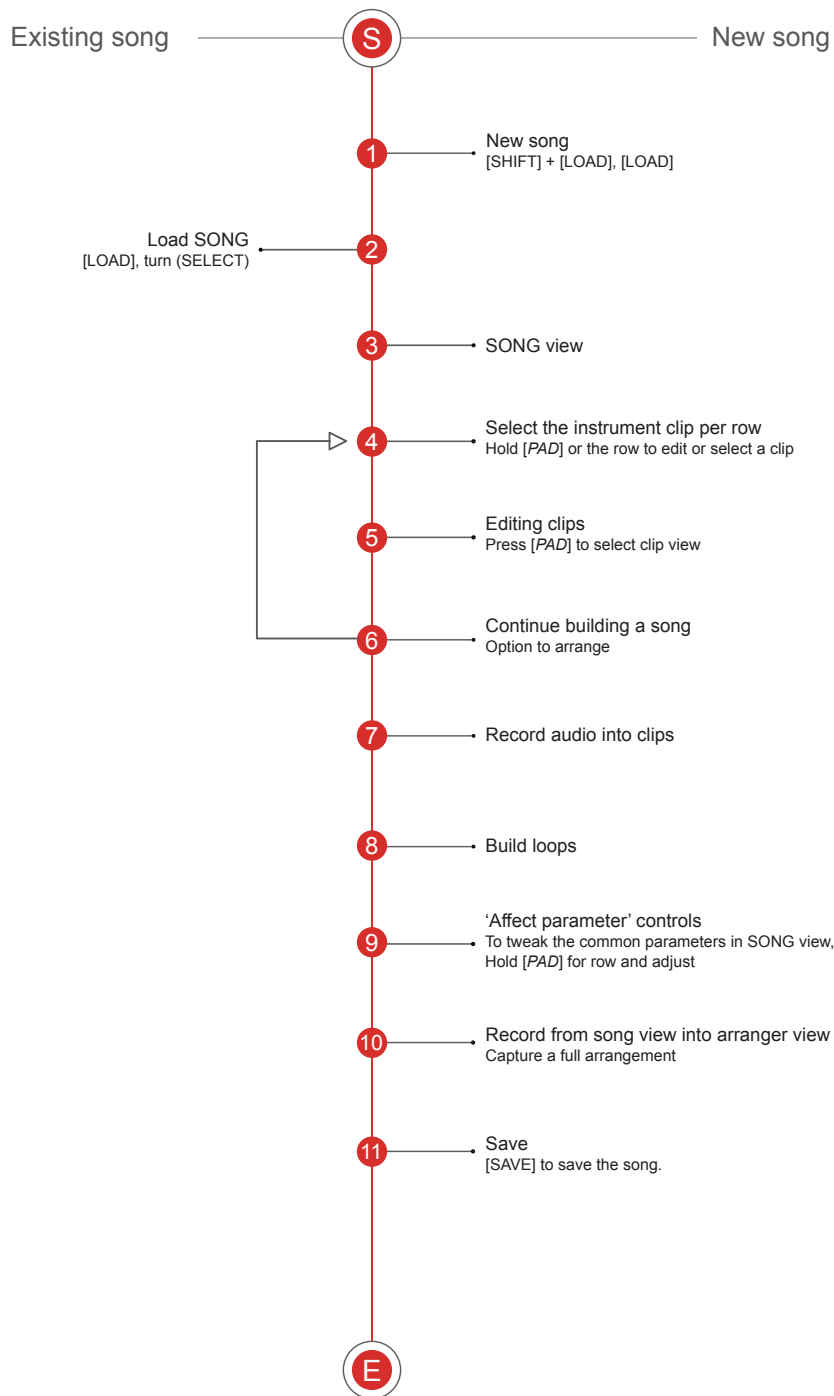 Existing song
S
New song
1
New song
[SHIFT] + [LOAD], [LOAD]
Load SONG
[LOAD], turn (SELECT)
2
3
SONG view
4
Select the instrument clip per row
Hold [PAD] or the row to edit or select a clip
5
Editing clips
Press [PAD] to select clip view
6
Continue building a song
Option to arrange
7
Record audio into clips
8
Build loops
9
‘Affect parameter’ controls
To tweak the common parameters in SONG view,
Hold [PAD] for row and adjust
10
Record from song view into arranger view
Capture a full arrangement
11
Save
[SAVE] to save the song.
E